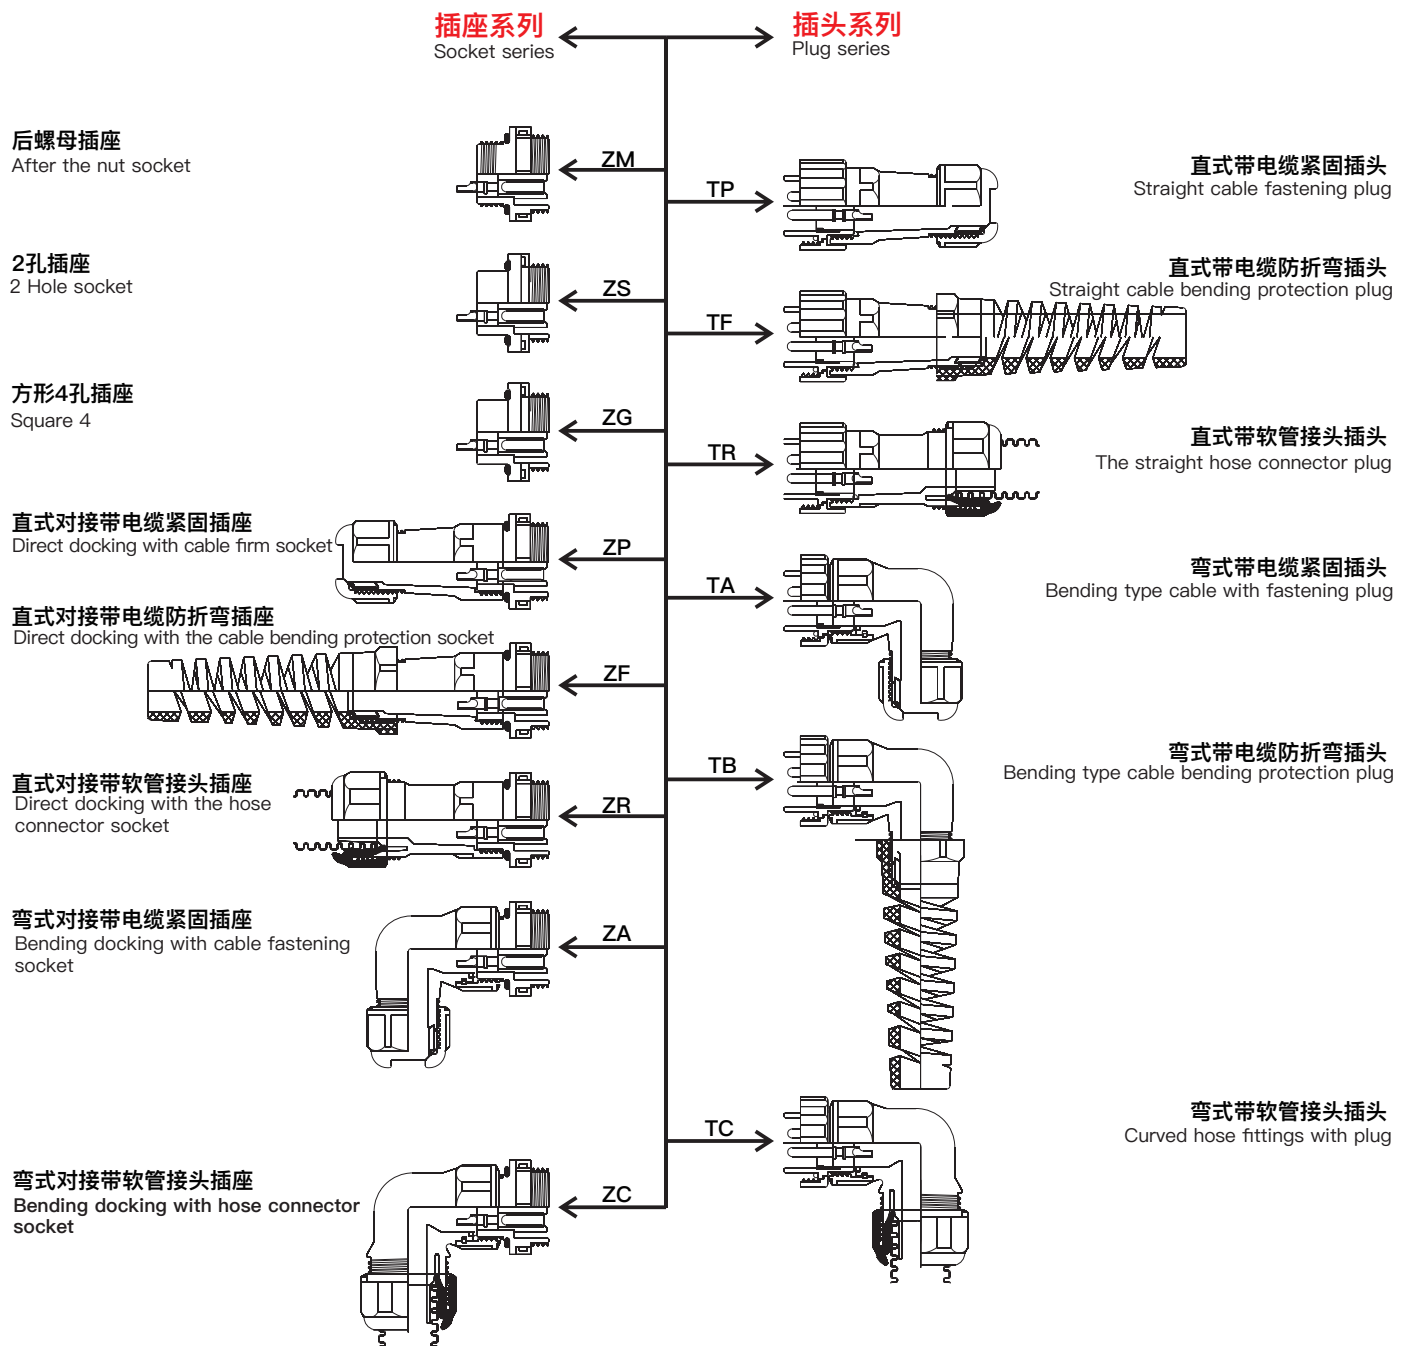 插座系列
Socket series
插头系列
Plug series
后螺母插座
After the nut socket
ZM
2孔插座
2 Hole socket
ZS
方形4孔插座
Square 4
ZG
直式对接带电缆紧固插座
Direct docking with cable firm socket
ZP
直式对接带电缆防折弯插座
Direct docking with the cable bending protection socket
ZF
直式对接带软管接头插座
Direct docking with the hose
connector socket
ZR
弯式对接带电缆紧固插座
Bending docking with cable fastening
socket
ZA
弯式对接带软管接头插座
Bending docking with hose connector
socket
ZC
TP
直式带电缆紧固插头
Straight cable fastening plug
TF
直式带电缆防折弯插头
Straight cable bending protection plug
TR
直式带软管接头插头
The straight hose connector plug
TA
弯式带电缆紧固插头
Bending type cable with fastening plug
TB
弯式带电缆防折弯插头
Bending type cable bending protection plug
TC
弯式带软管接头插头
Curved hose fittings with plug